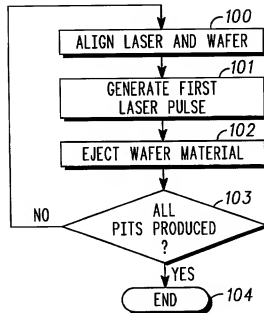 100
ALIGN LASER AND WAFER
101
GENERATE FIRST
LASER PULSE
102
EJECT WAFER MATERIAL
103
ALL
PITS PRODUCED
?
NO
YES
END
104